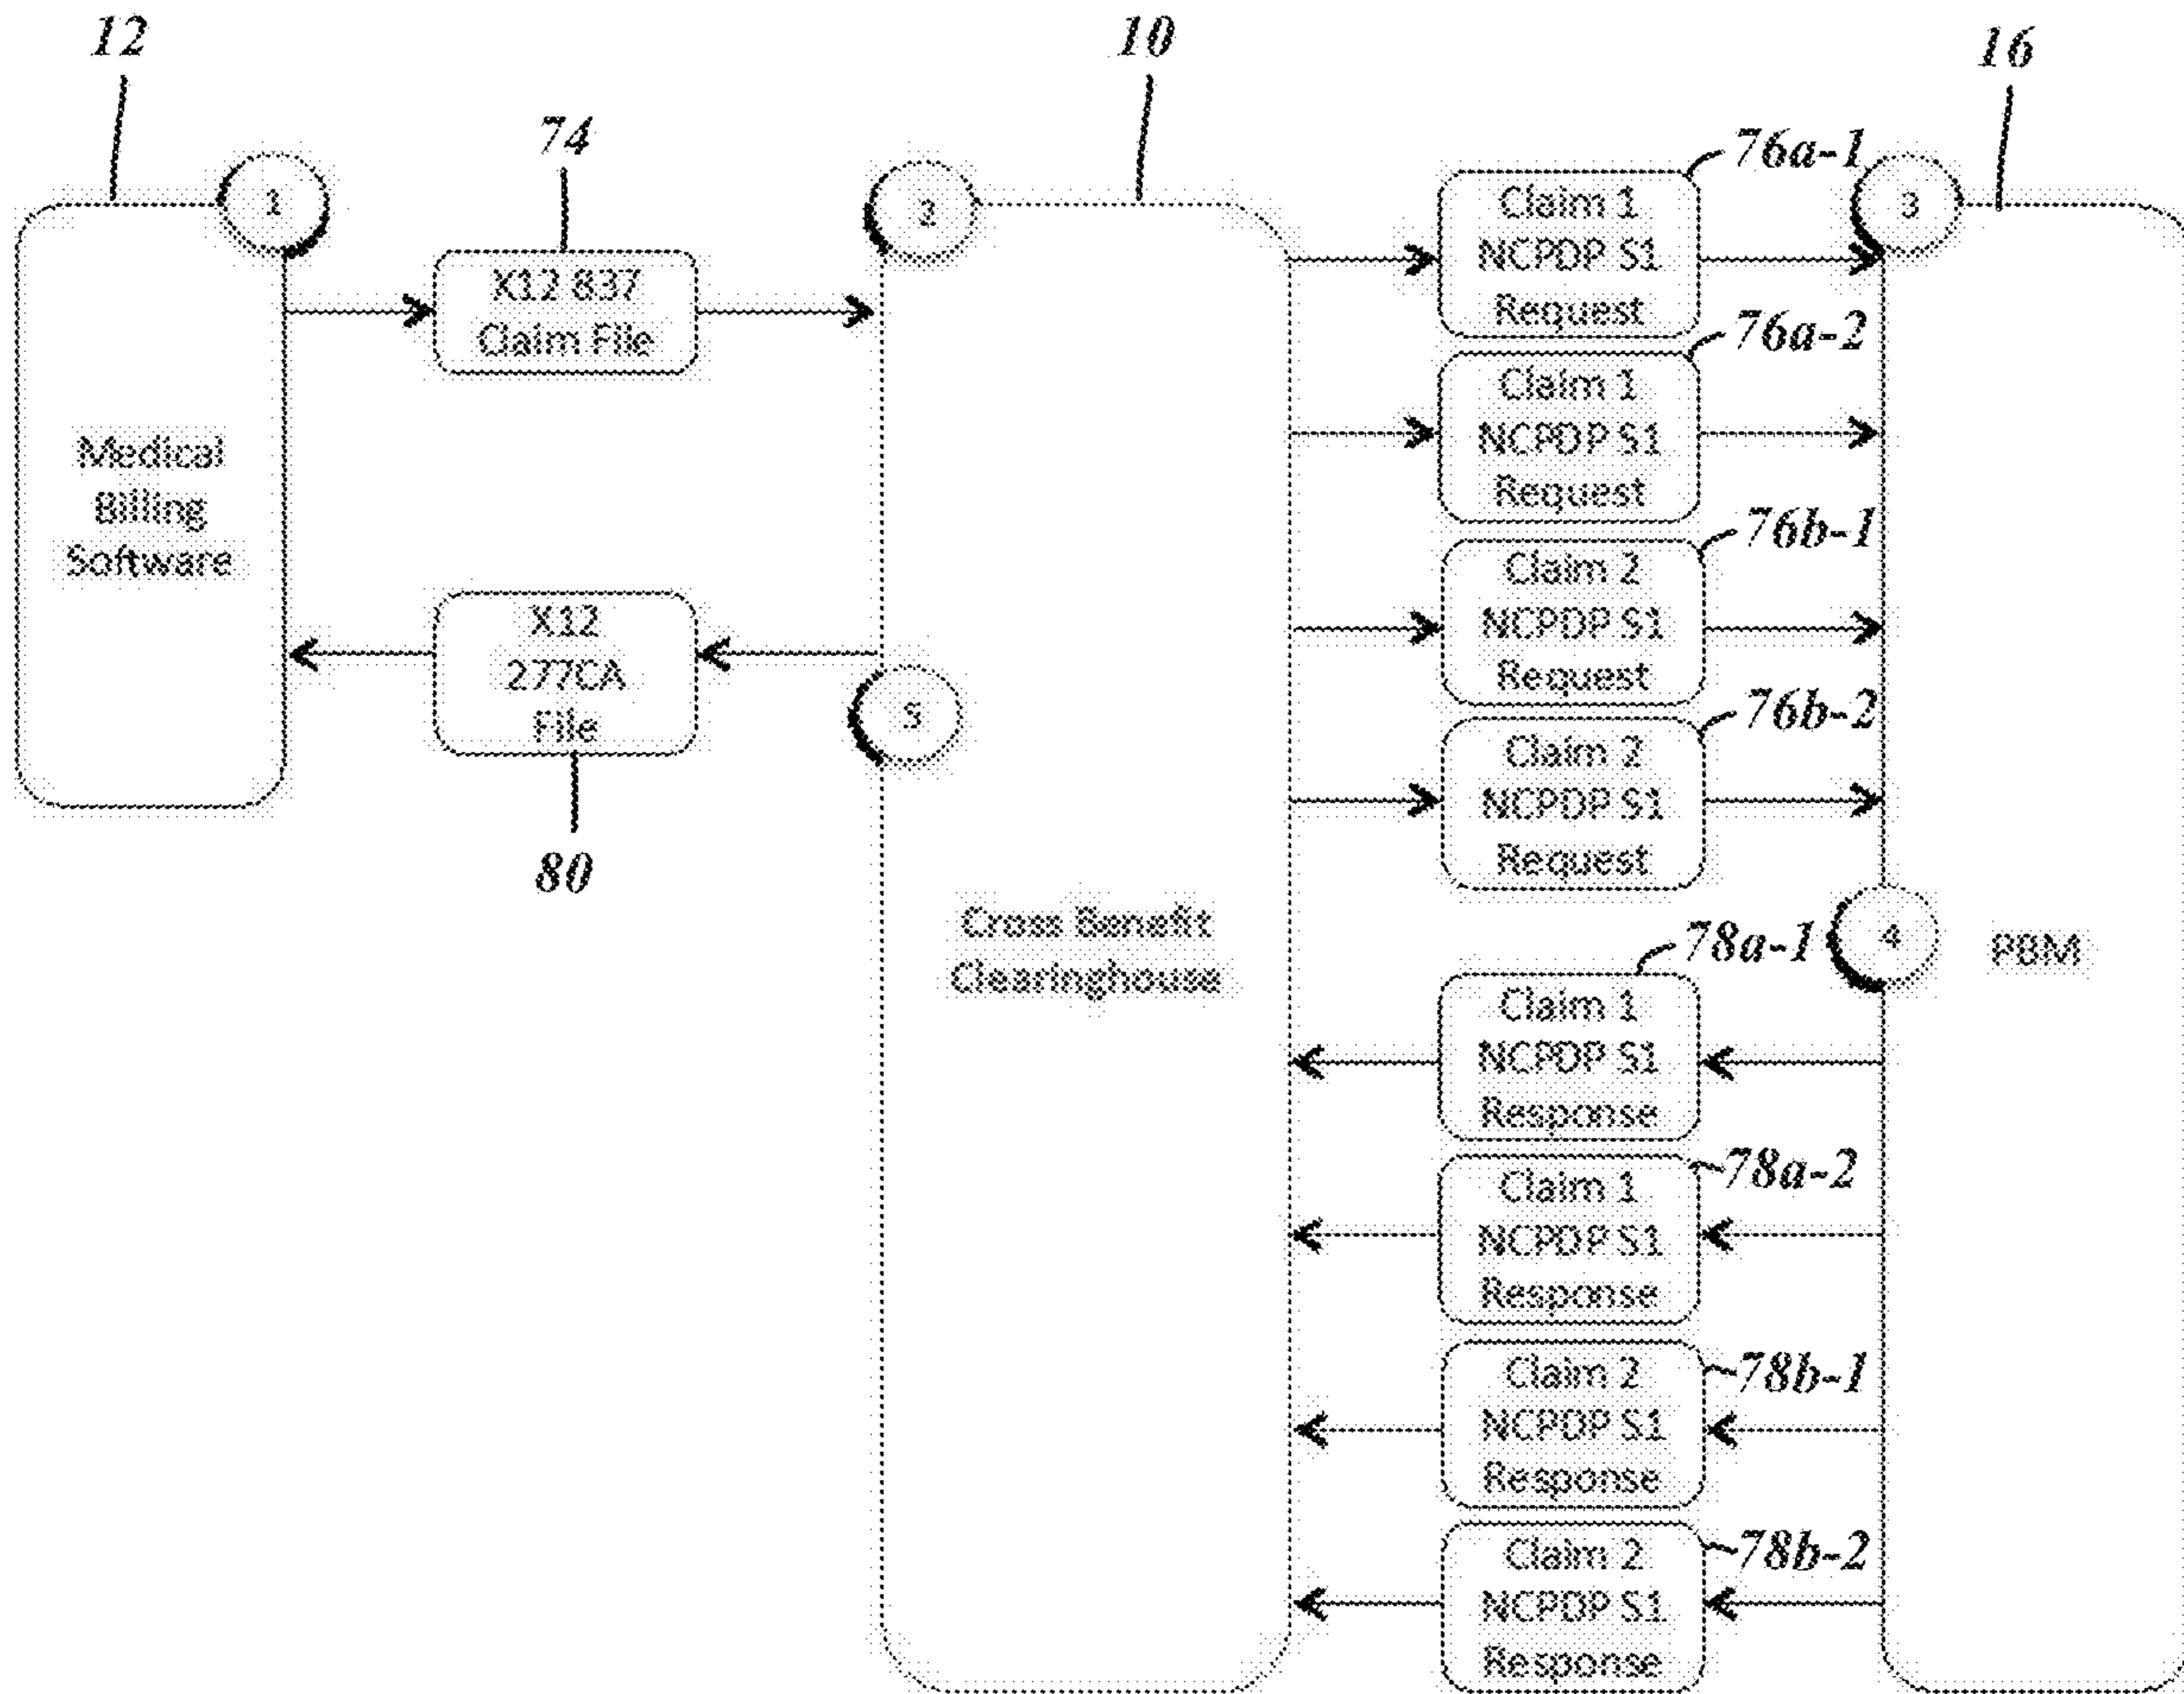 12
10
16
74
76a-1
1
2
3
Claim 1
NCPDP S1
Request
X12 837
Claim File
76a-2
Claim 1
NCPDP S1
Request
Medical
Billing
Software
76b-1
Claim 2
NCPDP S1
Request
X12
277CA
File
76b-2
5
Claim 2
NCPDP S1
Request
80
Cross Benefit
Clearinghouse
78a-1
4
PBM
Claim 1
NCPDP S1
Response
78a-2
Claim 1
NCPDP S1
Response
78b-1
Claim 2
NCPDP S1
Response
78b-2
Claim 2
NCPDP S1
Response